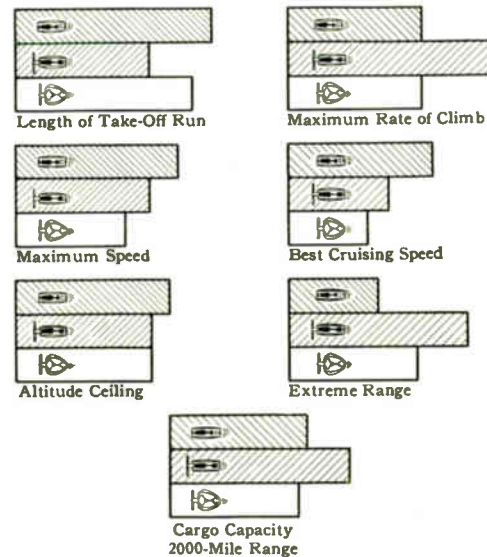 Length of Take-Off Run
Maximum Rate of Climb
Maximum Speed
Best Cruising Speed
Altitude Ceiling
Extreme Range
Cargo Capacity
2000-Mile Range